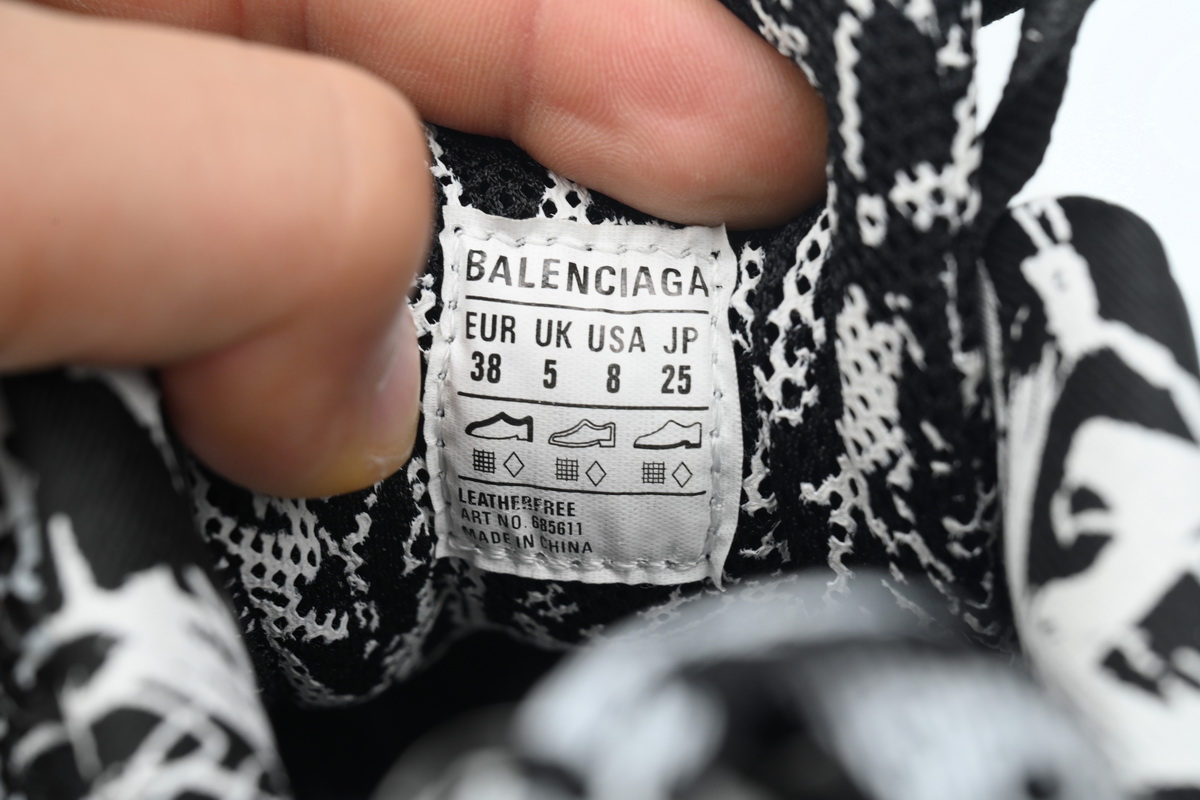 BALENCIAGA
EUR UK USA JP
38 5 8 25
LEATHERFREE
ART NO. 685611
MADE IN CHINA